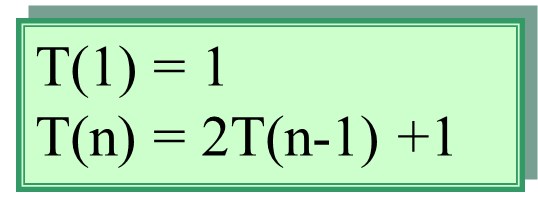 T(1) = 1
T(n) = 2T(n-1) +1